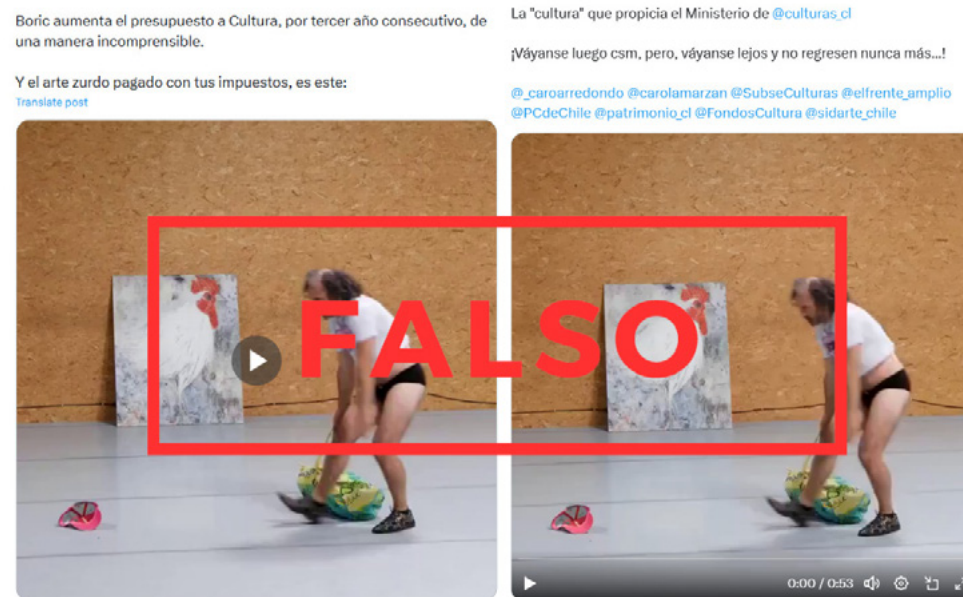 Boric aumenta el presupuesto a Cultura, por tercer año consecutivo, de
una manera incomprensible.
Y el arte zurdo pagado con tus impuestos, es este:
Translate post
La "cultura" que propicia el Ministerio de @culturas_cl
¡Váyanse luego csm, pero, váyanse lejos y no regresen nunca más...!
@_caroarredondo @carolamarzan @SubseCulturas @elfrente_amplio
@PCdeChile @patrimonio_cl @FondosCultura @sidarte_chile
FALSO
0:00 / 0:53